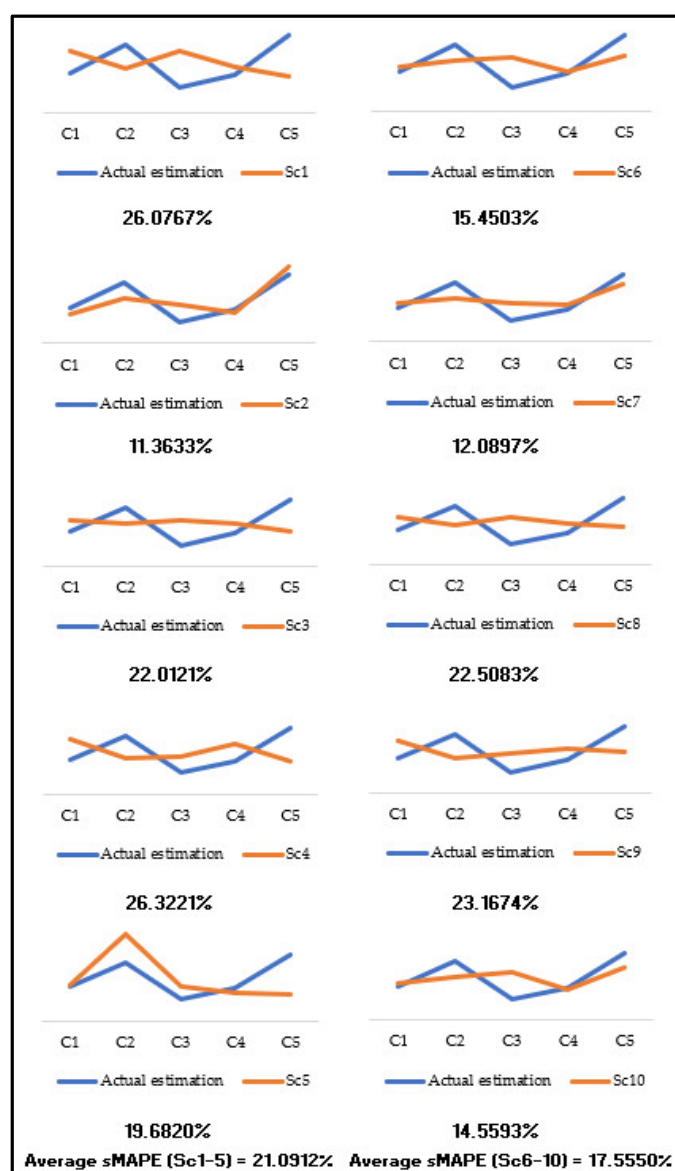 C1 C2 C3 C4 C5
Actual estimation Sc1
26.0767%
C1 C2 C3 C4 C5
Actual estimation Sc6
15.4503%
C1 C2 C3 C4 C5
Actual estimation Sc2
11.3633%
C1 C2 C3 C4 C5
Actual estimation Sc7
12.0897%
C1 C2 C3 C4 C5
Actual estimation Sc3
22.0121%
C1 C2 C3 C4 C5
Actual estimation Sc8
22.5083%
C1 C2 C3 C4 C5
Actual estimation Sc4
26.3221%
C1 C2 C3 C4 C5
Actual estimation Sc9
23.1674%
C1 C2 C3 C4 C5
Actual estimation Sc5
19.6820%
C1 C2 C3 C4 C5
Actual estimation Sc10
14.5593%
Average sMAPE (Sc1-5) = 21.0912%
Average sMAPE (Sc6-10) = 17.5550%